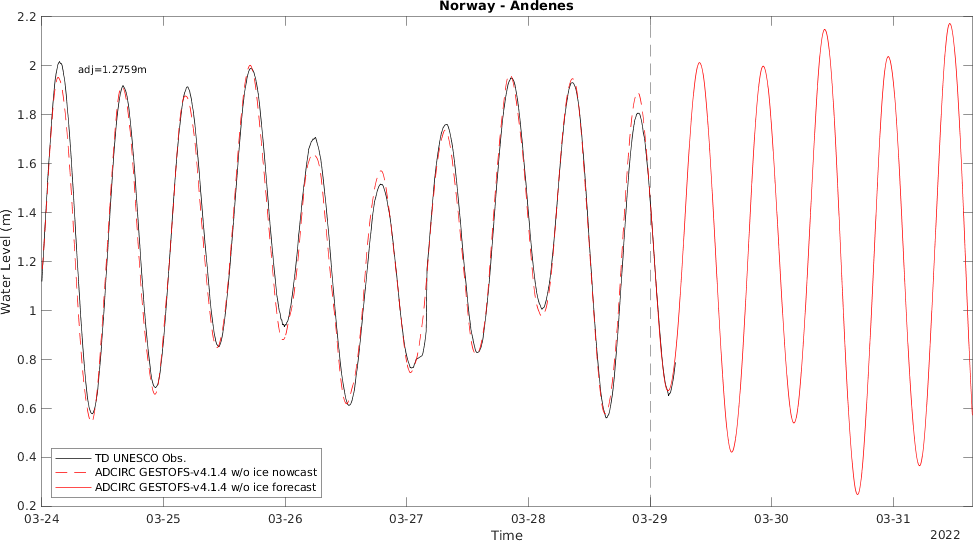 Norway - Andenes
2.2
2
1.8
1.6
1.4
1.2
1
0.8
0.6
0.4
0.2
Water Level (m)
adj=1.2759m
TD UNESCO Obs.
ADCIRC GESTOFS-v4.1.4 w/o ice nowcast
ADCIRC GESTOFS-v4.1.4 w/o ice forecast
03-24 03-25 03-26 03-27 03-28 03-29 03-30 03-31
Time
2022